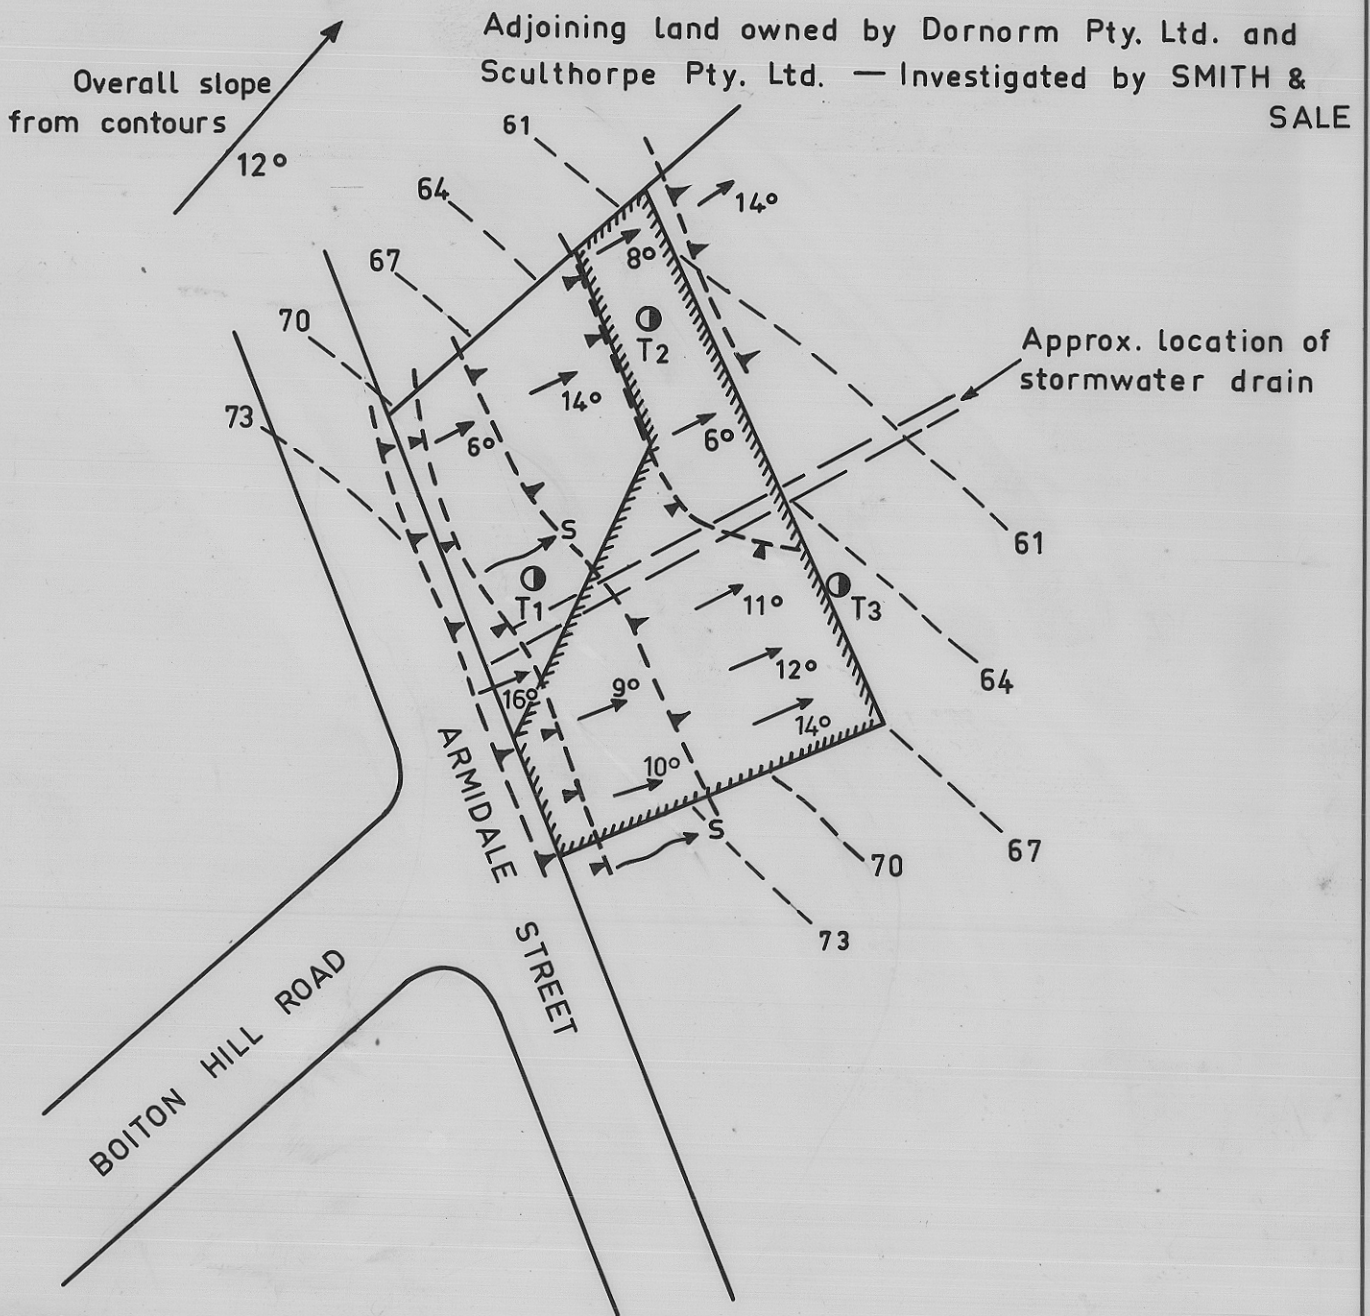 Adjoining land owned by Dornorm Pty. Ltd. and
Sculthorpe Pty. Ltd. — Investigated by SMITH &
SALE
Overall slope
from contours
12°
61
64
67
70
73
14°
8°
T2
14°
6°
6°
Approx. location of
stormwater drain
S
T1
61
11°
T3
12°
64
16°
9°
14°
10°
S
67
70
73
ARMIDALE STREET
BOITON HILL ROAD